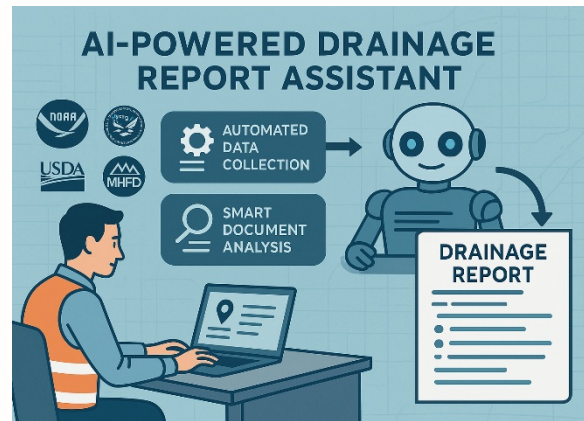 AI-POWERED DRAINAGE
REPORT ASSISTANT
NOAA
USDA
MHFD
AUTOMATED
DATA
COLLECTION
SMART
DOCUMENT
ANALYSIS
DRAINAGE
REPORT